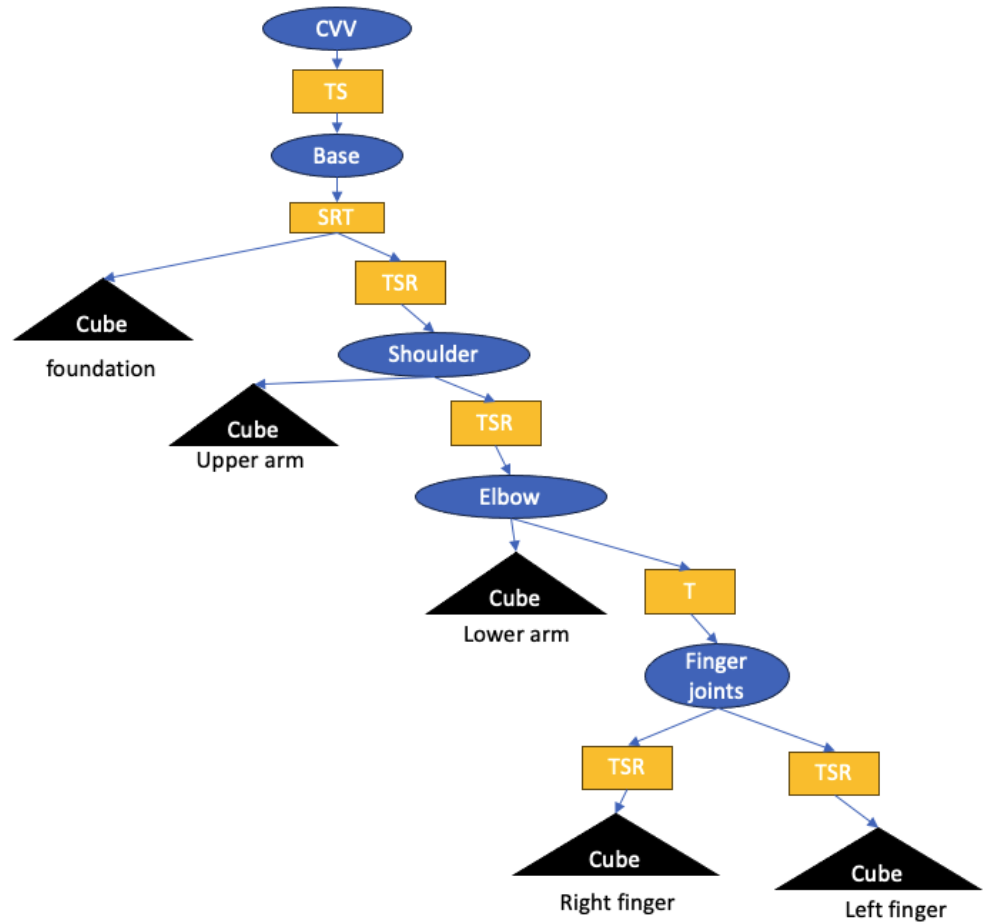 CVV
TS
Base
SRT
TSR
Cube
foundation
Shoulder
TSR
Cube
Upper arm
Elbow
Cube
Lower arm
T
Finger
joints
TSR
TSR
Cube
Right finger
Cube
Left finger